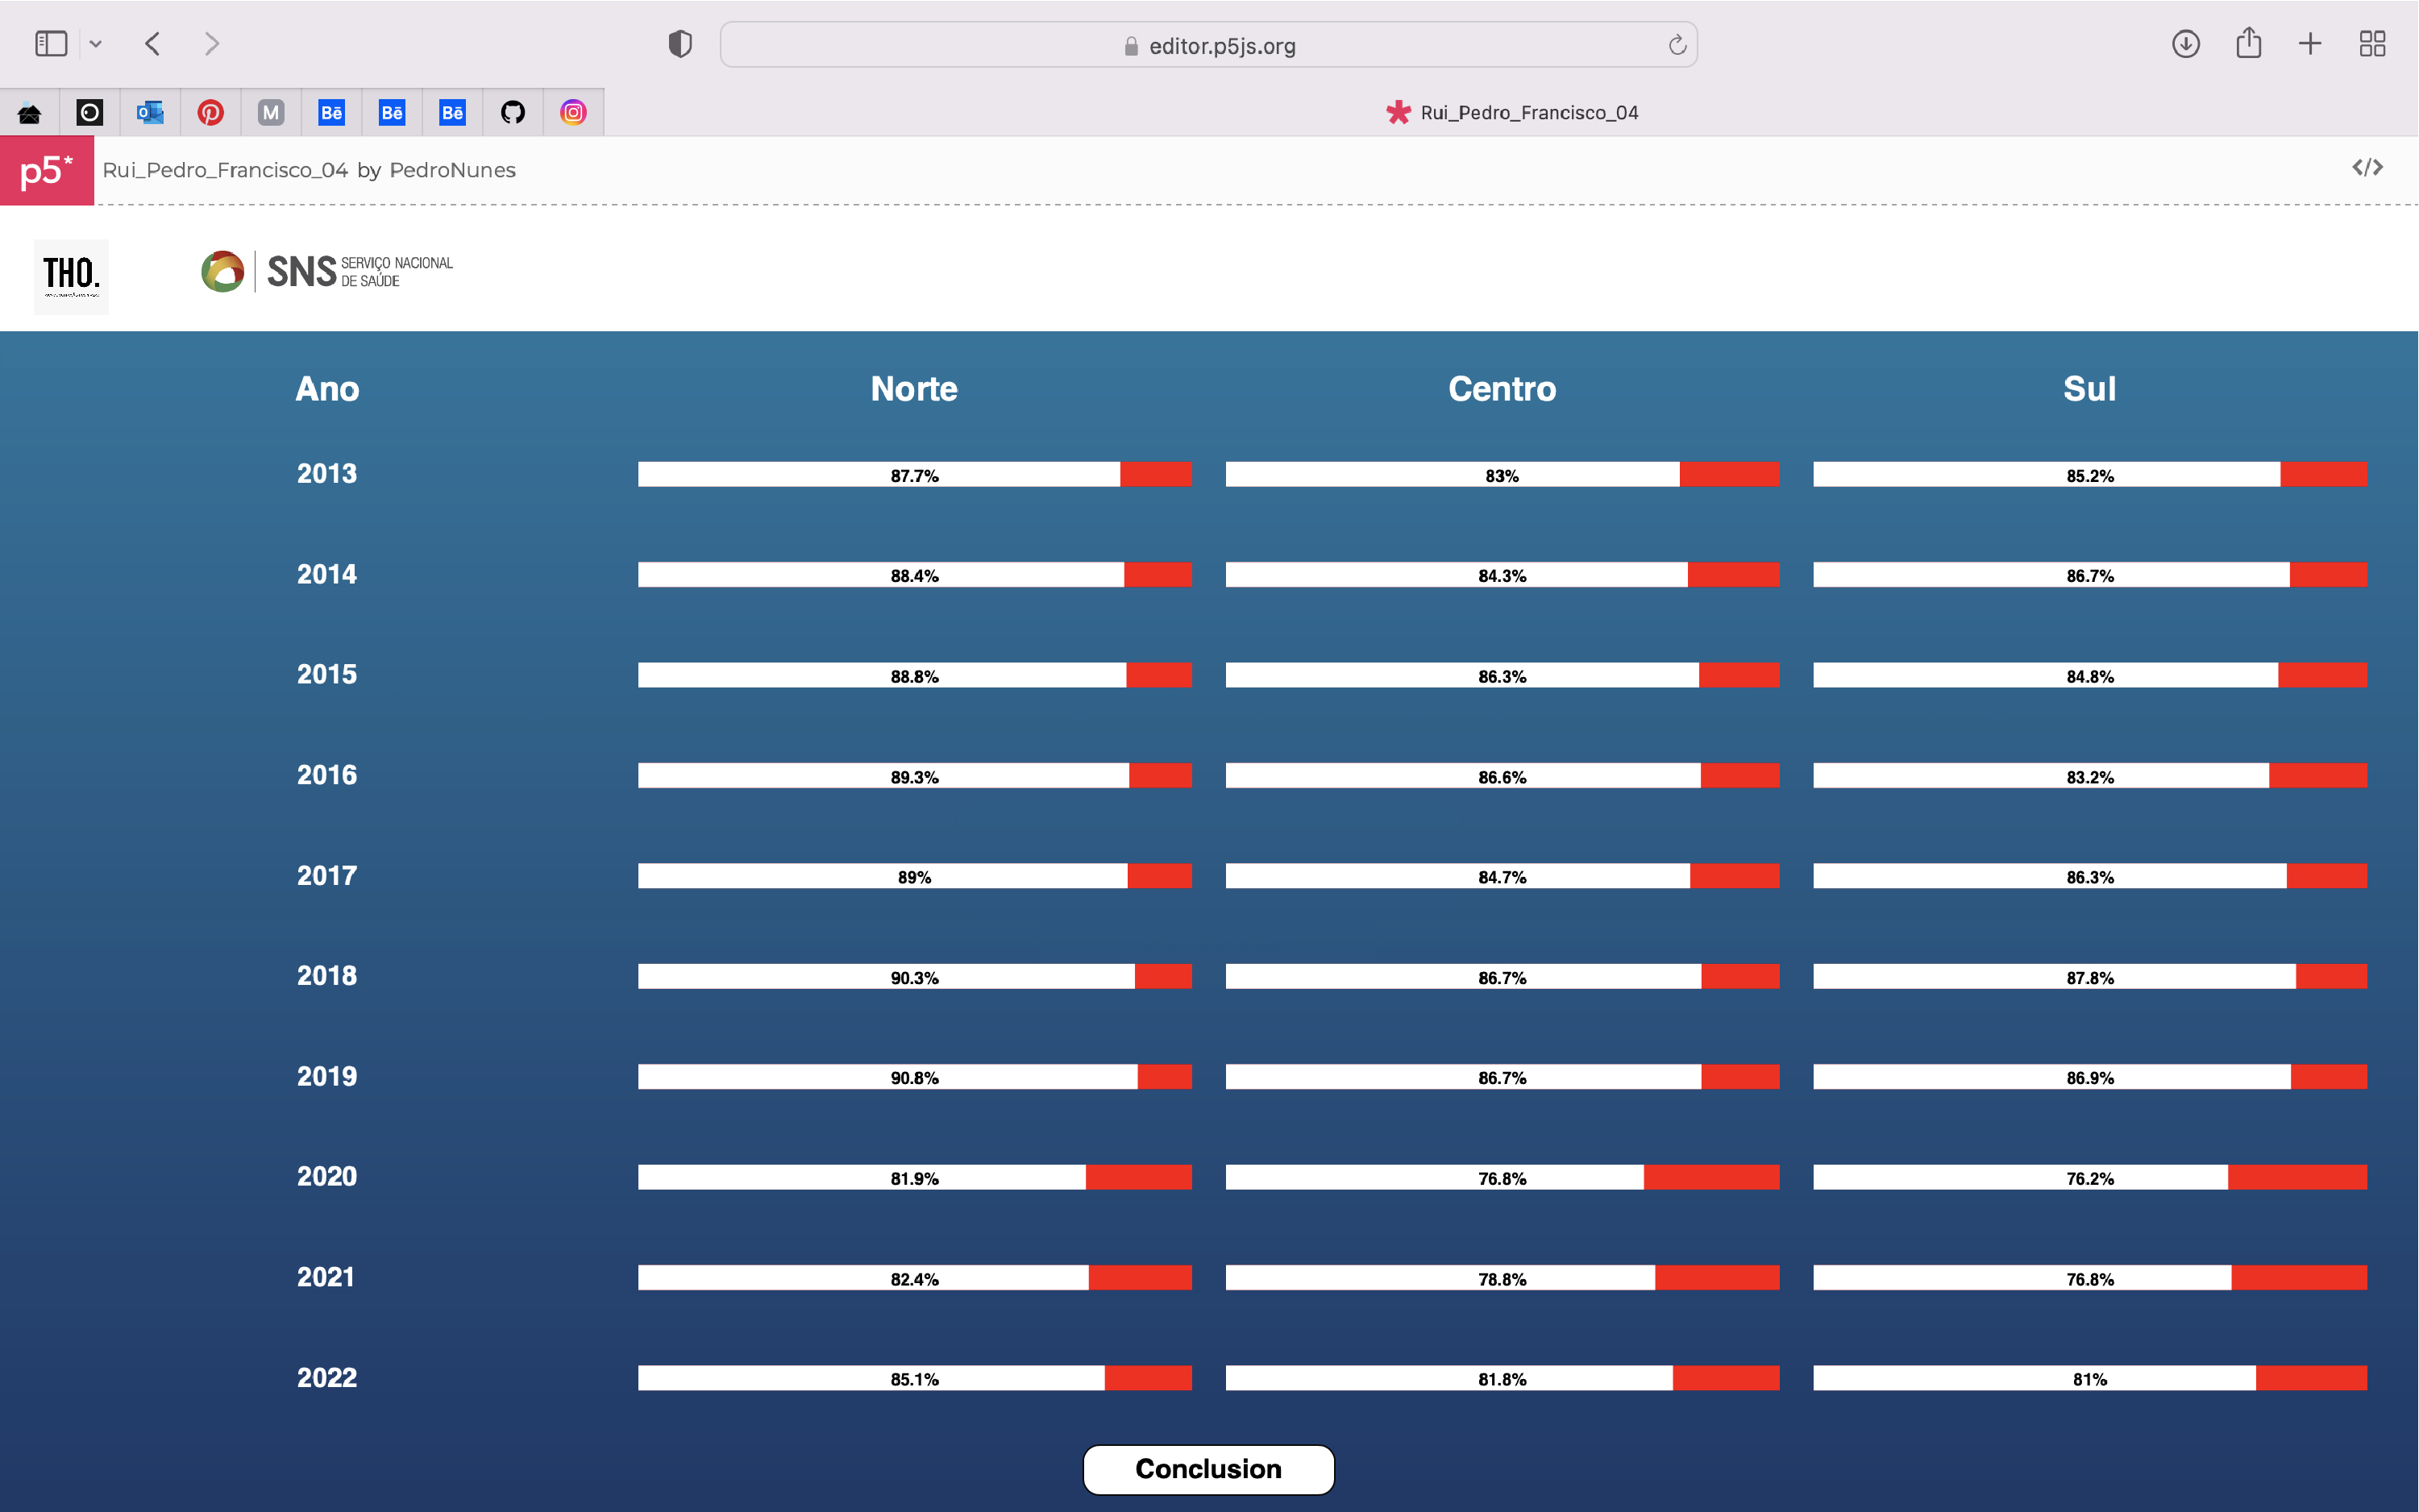 editor.p5js.org
M
Bē
Bē
Bē
Rui_Pedro_Francisco_04
p5*
Rui_Pedro_Francisco_04 by PedroNunes
</>
THO.
SNS
SERVIÇO NACIONAL
DE SAÚDE
Ano Norte Centro Sul
2013 87.7% 83% 85.2%
2014 88.4% 84.3% 86.7%
2015 88.8% 86.3% 84.8%
2016 89.3% 86.6% 83.2%
2017 89% 84.7% 86.3%
2018 90.3% 86.7% 87.8%
2019 90.8% 86.7% 86.9%
2020 81.9% 76.8% 76.2%
2021 82.4% 78.8% 76.8%
2022 85.1% 81.8% 81%
Conclusion